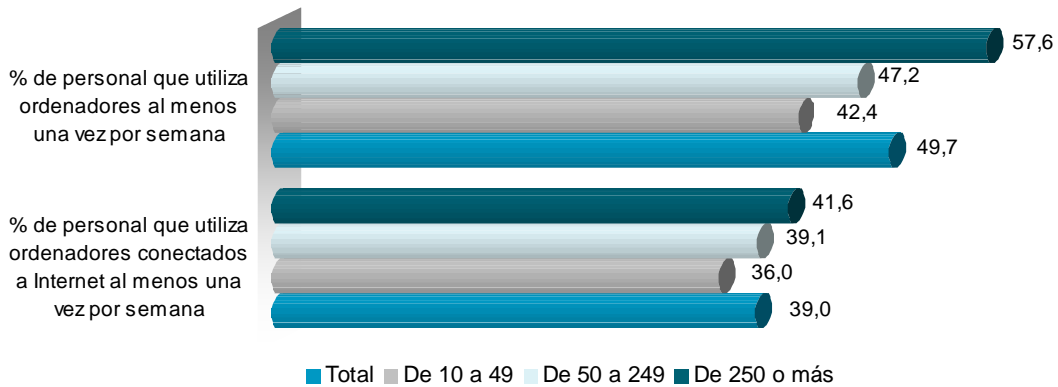 % de personal que utiliza
ordenadores al menos
una vez por semana
57,6
47,2
42,4
49,7
% de personal que utiliza
ordenadores conectados
a Internet al menos una
vez por semana
41,6
39,1
36,0
39,0
Total De 10 a 49 De 50 a 249 De 250 o más